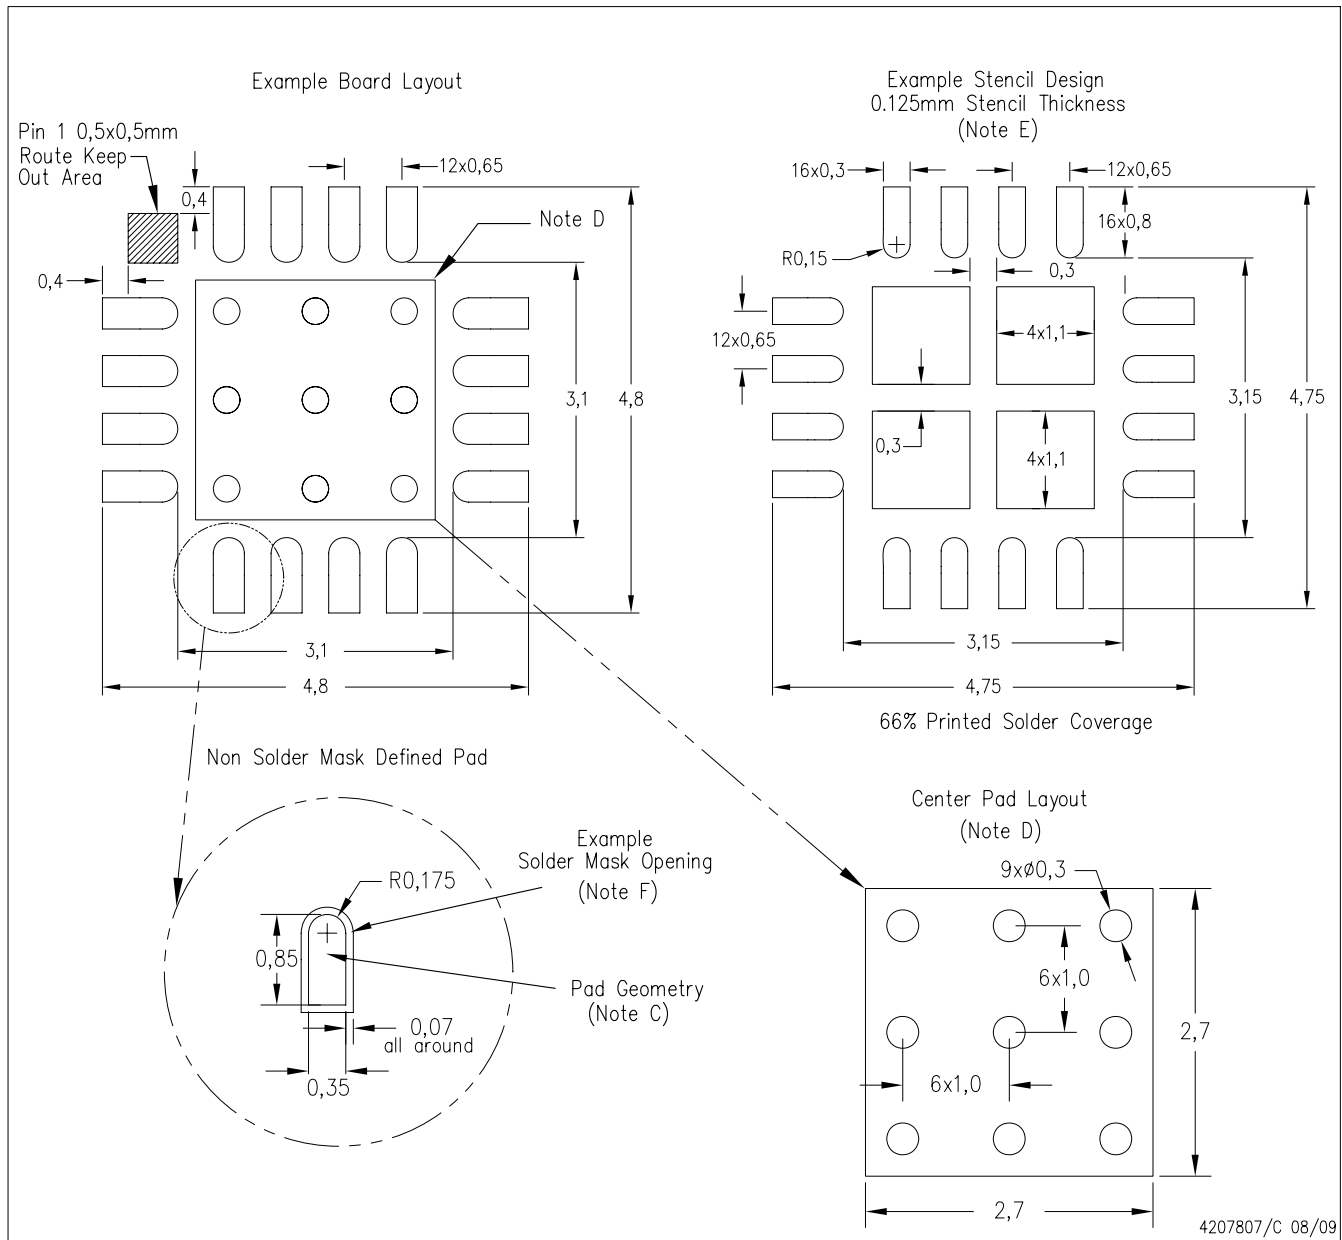 Example Board Layout
Pin 1 0,5x0,5mm
Route Keep
Out Area
0,4
12x0,65
Note D
0,4
3,1
4,8
3,1
4,8
Example Stencil Design
0.125mm Stencil Thickness
(Note E)
16x0,3
12x0,65
16x0,8
R0,15
0,3
12x0,65
4x1,1
3,15
4,75
0,3
4x1,1
3,15
4,75
66% Printed Solder Coverage
Non Solder Mask Defined Pad
Example
Solder Mask Opening
(Note F)
R0,175
0,85
Pad Geometry
(Note C)
0,07
all around
0,35
Center Pad Layout
(Note D)
9xø0,3
6x1,0
2,7
6x1,0
2,7
4207807/C 08/09